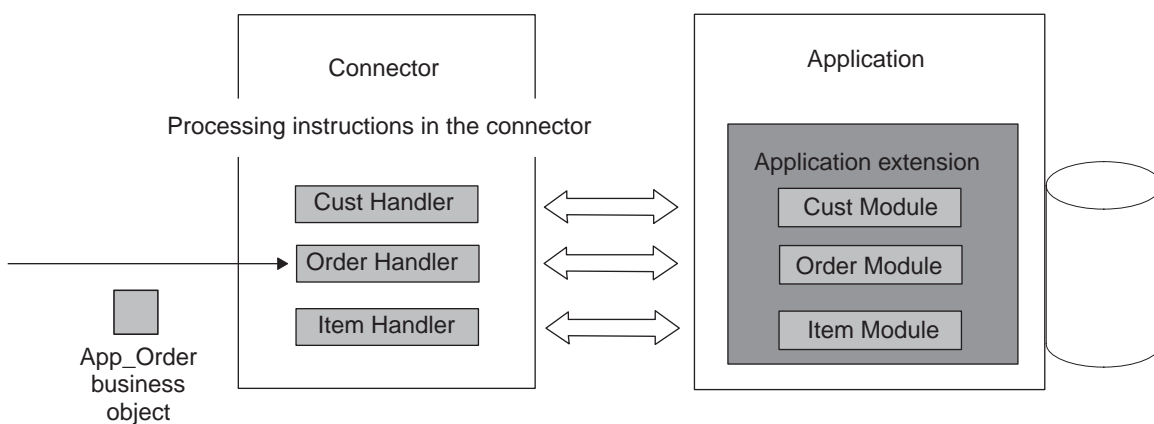 Connector
Processing instructions in the connector
Cust Handler
Order Handler
Item Handler
App_Order
business
object
Application
Application extension
Cust Module
Order Module
Item Module